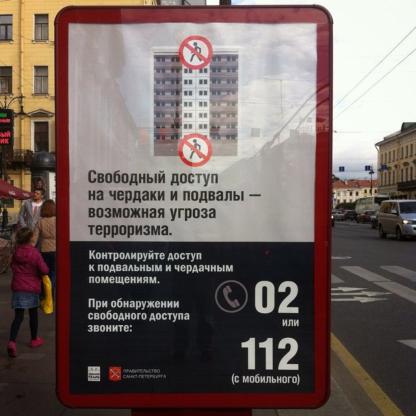 Свободный доступ
на чердаки и подвалы —
возможная угроза
терроризма.
Контролируйте доступ
к подвальным и чердачным
помещениям.
При обнаружении
свободного доступа
звоните:
02
или
112
(с мобильного)
ПРАВИТЕЛЬСТВО
САНКТ-ПЕТЕРБУРГА